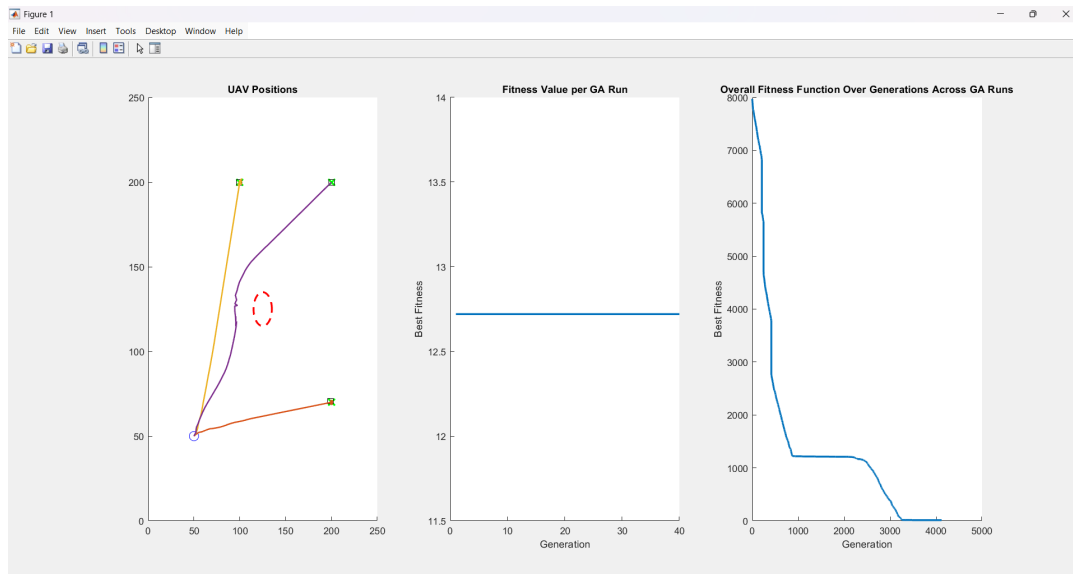 Figure 1
File Edit View Insert Tools Desktop Window Help
UAV Positions
250
200
150
100
50
0
0 50 100 150 200 250
Fitness Value per GA Run
14
13.5
13
12.5
12
11.5
Best Fitness
0 10 20 30 40
Generation
Overall Fitness Function Over Generations Across GA Runs
8000
7000
6000
5000
4000
3000
2000
1000
0
Best Fitness
0 1000 2000 3000 4000 5000
Generation